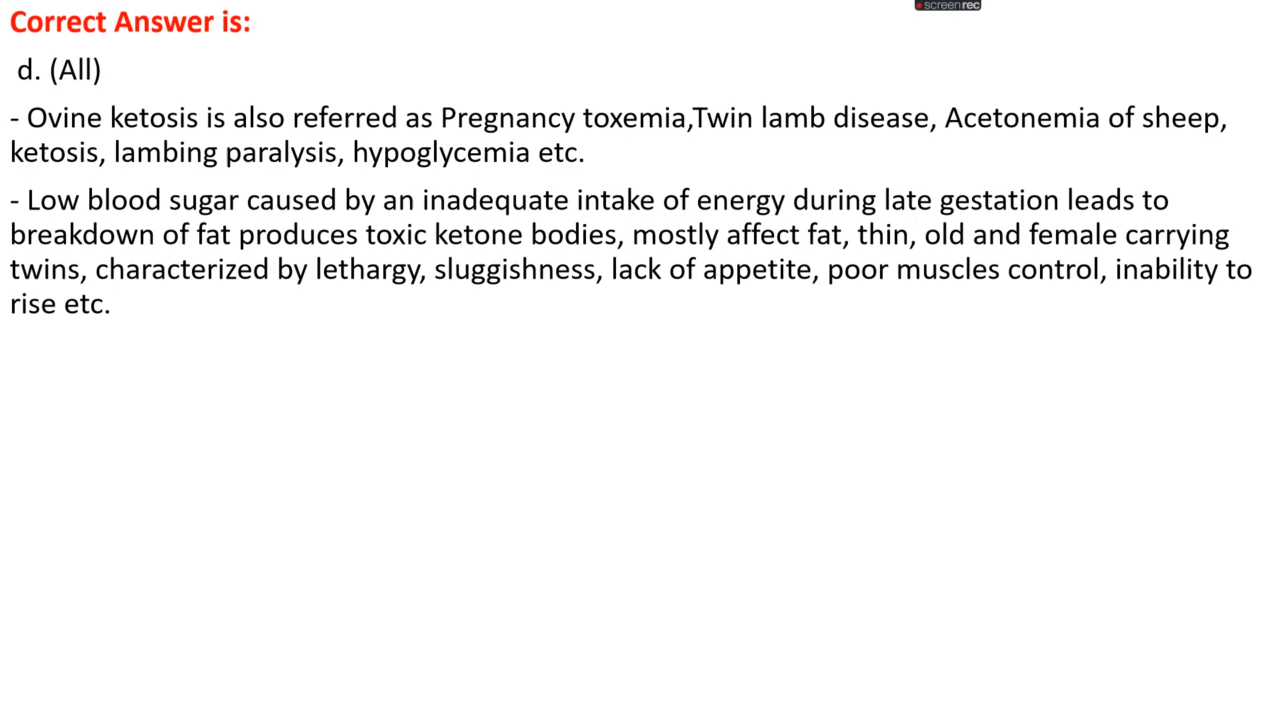 screenrec
Correct Answer is:
d. (All)
- Ovine ketosis is also referred as Pregnancy toxemia,Twin lamb disease, Acetonemia of sheep,
ketosis, lambing paralysis, hypoglycemia etc.
- Low blood sugar caused by an inadequate intake of energy during late gestation leads to
breakdown of fat produces toxic ketone bodies, mostly affect fat, thin, old and female carrying
twins, characterized by lethargy, sluggishness, lack of appetite, poor muscles control, inability to
rise etc.